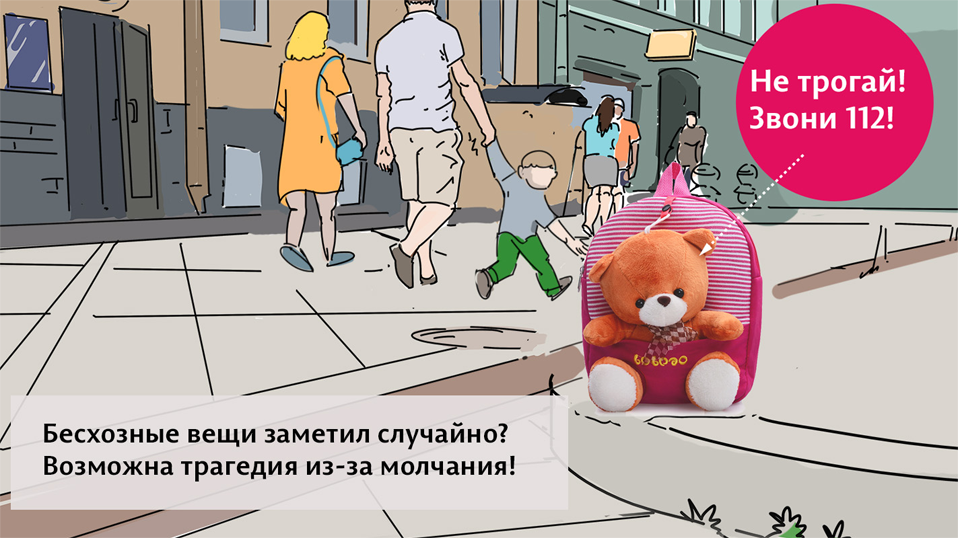 Не трогай!
Звони 112!
Бесхозные вещи заметил случайно?
Возможна трагедия из-за молчания!